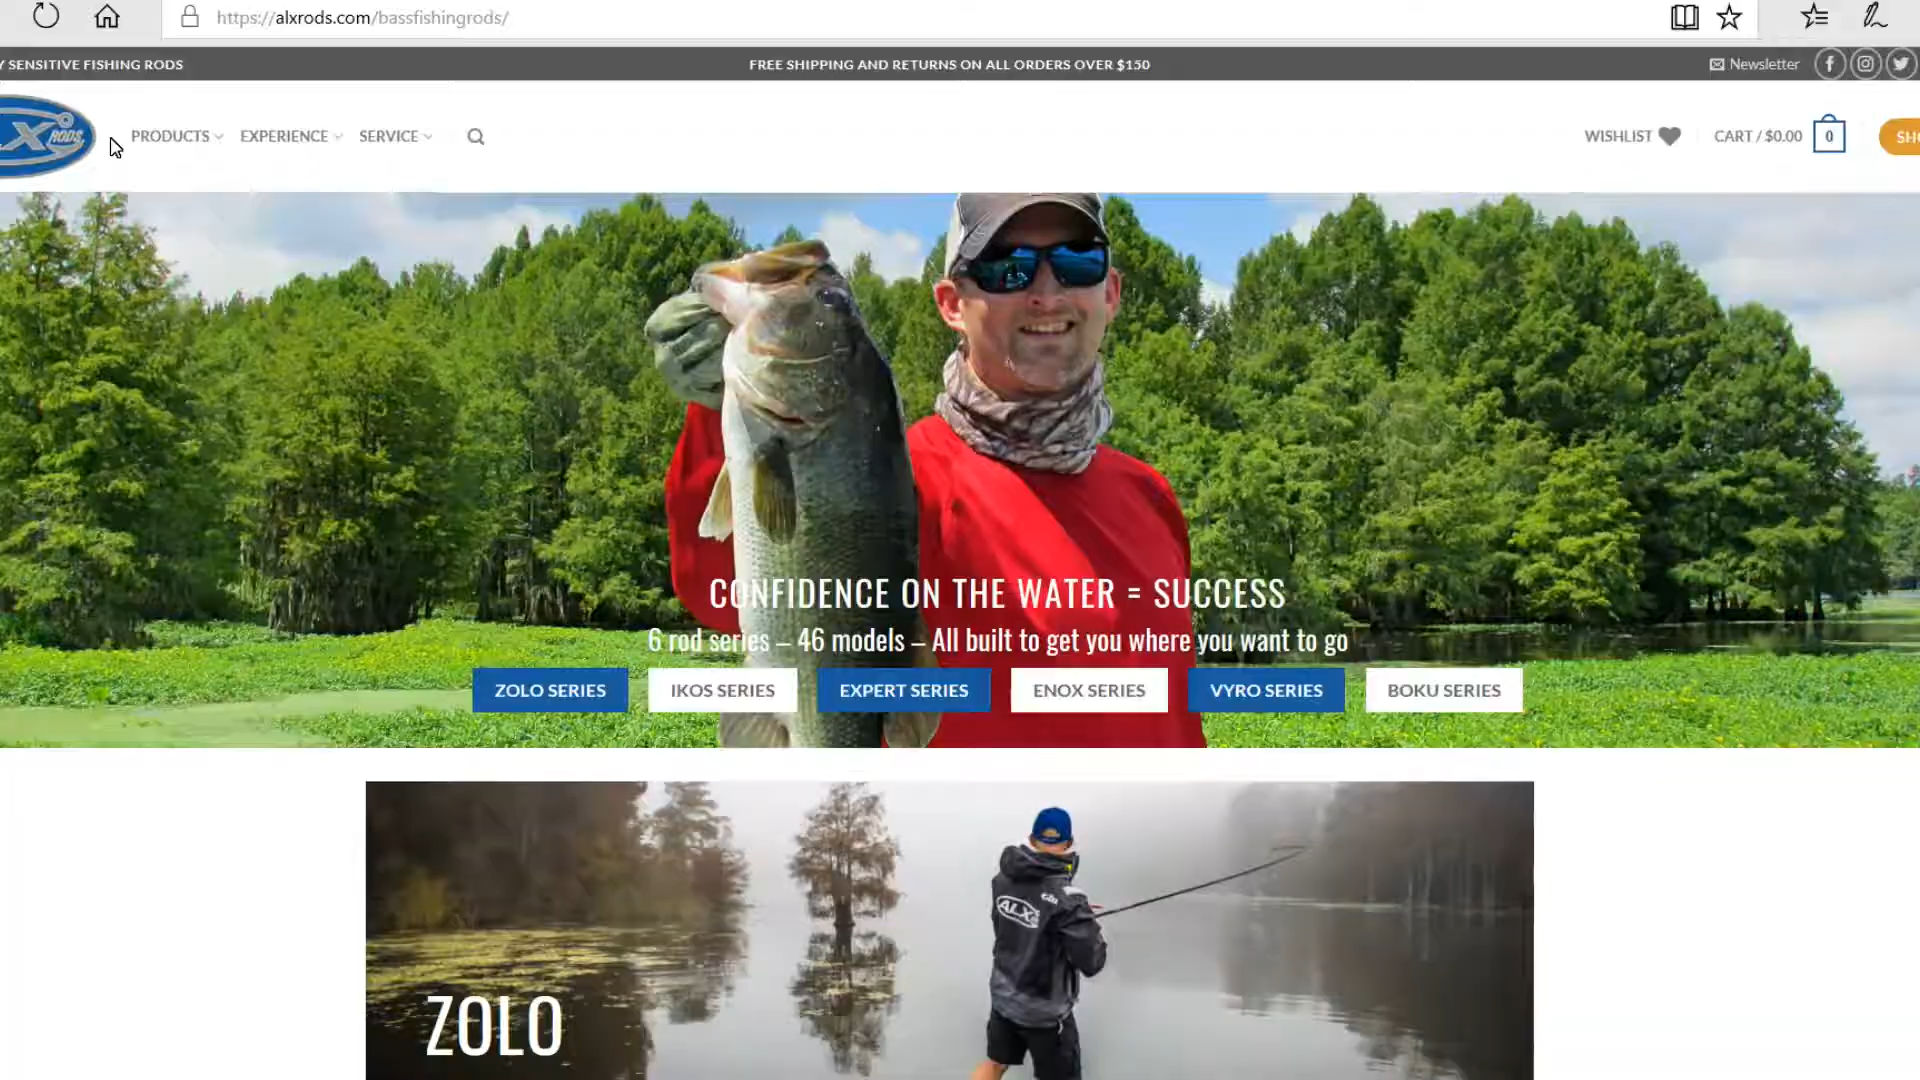 https://alxrods.com/bassfishingrods/
SENSITIVE FISHING RODS
FREE SHIPPING AND RETURNS ON ALL ORDERS OVER $150
Newsletter
X RODS
PRODUCTS
EXPERIENCE
SERVICE
WISHLIST
CART / $0.00
0
CONFIDENCE ON THE WATER = SUCCESS
6 rod series – 46 models – All built to get you where you want to go
ZOLO SERIES
IKOS SERIES
EXPERT SERIES
ENOX SERIES
VYRO SERIES
BOKU SERIES
ALX
ZOLO